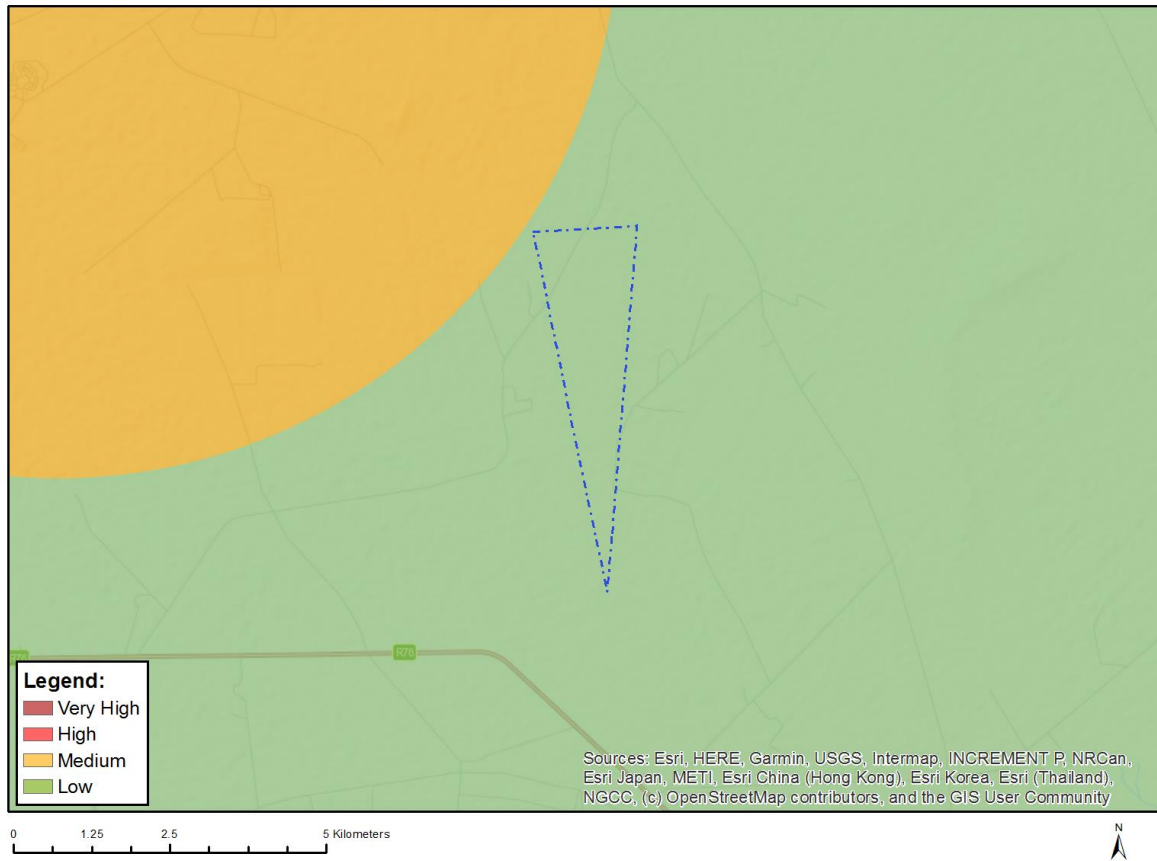 R76
Legend:
Very High
High
Medium
Low
Sources: Esri, HERE, Garmin, USGS, Intermap, INCREMENT P, NRCan,
Esri Japan, METI, Esri China (Hong Kong), Esri Korea, Esri (Thailand),
NGCC, (c) OpenStreetMap contributors, and the GIS User Community
0 1.25 2.5 5 Kilometers
N